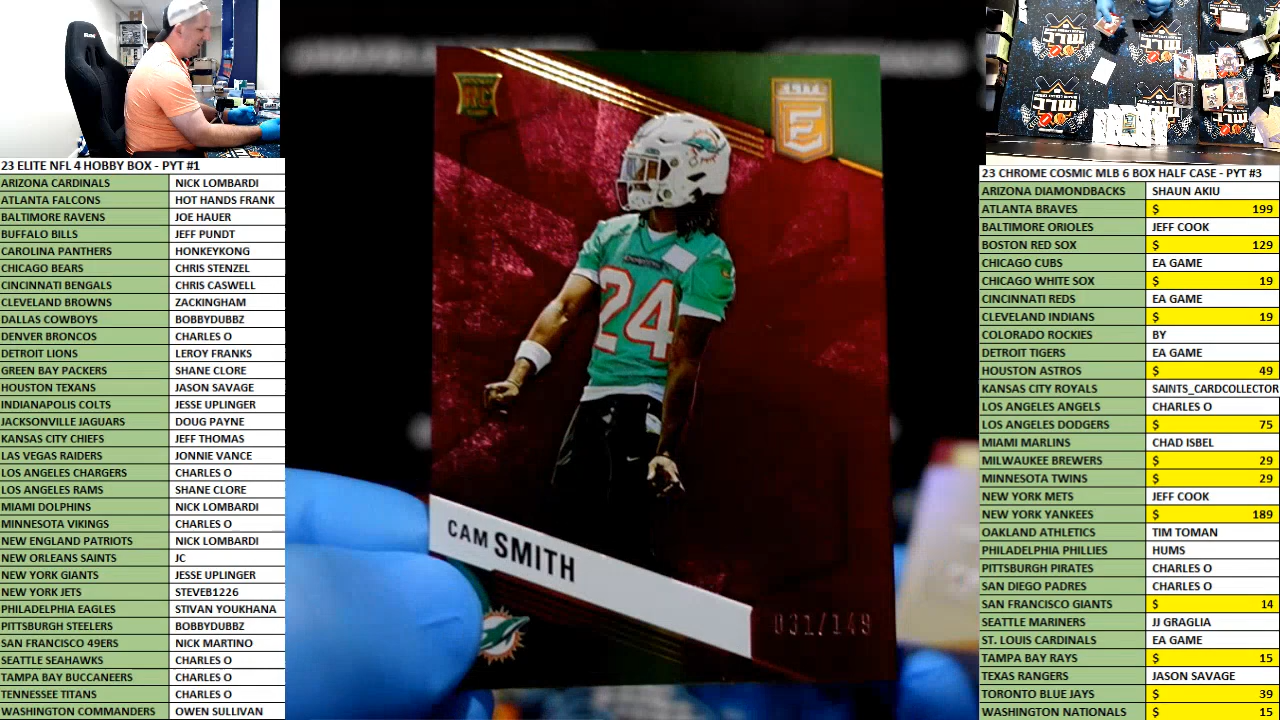 23 ELITE NFL 4 HOBBY BOX - PYT #1
ARIZONA CARDINALS NICK LOMBARDI
ATLANTA FALCONS HOT HANDS FRANK
BALTIMORE RAVENS JOE HAUER
BUFFALO BILLS JEFF PUNDT
CAROLINA PANTHERS HONKEYKONG
CHICAGO BEARS CHRIS STENZEL
CINCINNATI BENGALS CHRIS CASWELL
CLEVELAND BROWNS ZACKINGHAM
DALLAS COWBOYS BOBBYDUBBZ
DENVER BRONCOS CHARLES O
DETROIT LIONS LEROY FRANKS
GREEN BAY PACKERS SHANE CLORE
HOUSTON TEXANS JASON SAVAGE
INDIANAPOLIS COLTS JESSE UPLINGER
JACKSONVILLE JAGUARS DOUG PAYNE
KANSAS CITY CHIEFS JEFF THOMAS
LAS VEGAS RAIDERS JONNIE VANCE
LOS ANGELES CHARGERS CHARLES O
LOS ANGELES RAMS SHANE CLORE
MIAMI DOLPHINS NICK LOMBARDI
MINNESOTA VIKINGS CHARLES O
NEW ENGLAND PATRIOTS NICK LOMBARDI
NEW ORLEANS SAINTS JC
NEW YORK GIANTS JESSE UPLINGER
NEW YORK JETS STEVEB1226
PHILADELPHIA EAGLES STIVAN YOUKHANA
PITTSBURGH STEELERS BOBBYDUBBZ
SAN FRANCISCO 49ERS NICK MARTINO
SEATTLE SEAHAWKS CHARLES O
TAMPA BAY BUCCANEERS CHARLES O
TENNESSEE TITANS CHARLES O
WASHINGTON COMMANDERS OWEN SULLIVAN
RC
ELITE
E
24
CAM SMITH
031/149
23 CHROME COSMIC MLB 6 BOX HALF CASE - PYT #3
ARIZONA DIAMONDBACKS SHAUN AKIU
ATLANTA BRAVES $ 199
BALTIMORE ORIOLES JEFF COOK
BOSTON RED SOX $ 129
CHICAGO CUBS EA GAME
CHICAGO WHITE SOX $ 19
CINCINNATI REDS EA GAME
CLEVELAND INDIANS $ 19
COLORADO ROCKIES BY
DETROIT TIGERS EA GAME
HOUSTON ASTROS $ 49
KANSAS CITY ROYALS SAINTS_CARDCOLLECTOR
LOS ANGELES ANGELS CHARLES O
LOS ANGELES DODGERS $ 75
MIAMI MARLINS CHAD ISBEL
MILWAUKEE BREWERS $ 29
MINNESOTA TWINS $ 29
NEW YORK METS JEFF COOK
NEW YORK YANKEES $ 189
OAKLAND ATHLETICS TIM TOMAN
PHILADELPHIA PHILLIES HUMS
PITTSBURGH PIRATES CHARLES O
SAN DIEGO PADRES CHARLES O
SAN FRANCISCO GIANTS $ 14
SEATTLE MARINERS JJ GRAGLIA
ST. LOUIS CARDINALS EA GAME
TAMPA BAY RAYS $ 15
TEXAS RANGERS JASON SAVAGE
TORONTO BLUE JAYS $ 39
WASHINGTON NATIONALS $ 15